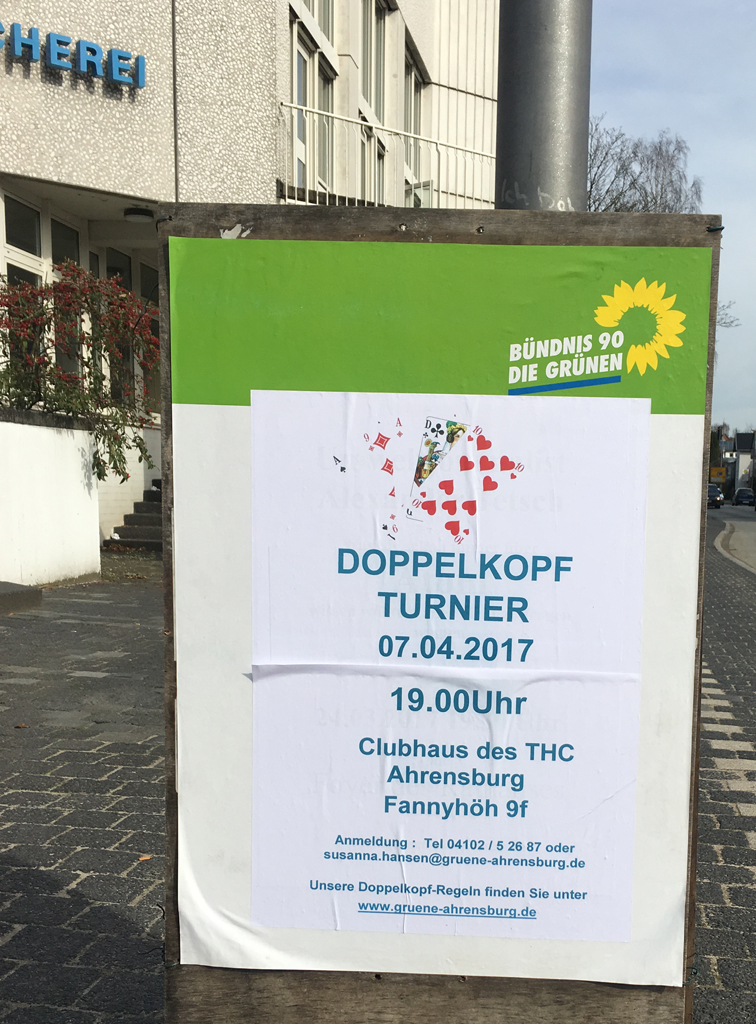 CHEREI
BÜNDNIS 90
DIE GRÜNEN
DOPPELKOPF
TURNIER
07.04.2017
19.00Uhr
Clubhaus des THC
Ahrensburg
Fannyhöh 9f
Anmeldung : Tel 04102 / 5 26 87 oder
susanna.hansen@gruene-ahrensburg.de
Unsere Doppelkopf-Regeln finden Sie unter
www.gruene-ahrensburg.de